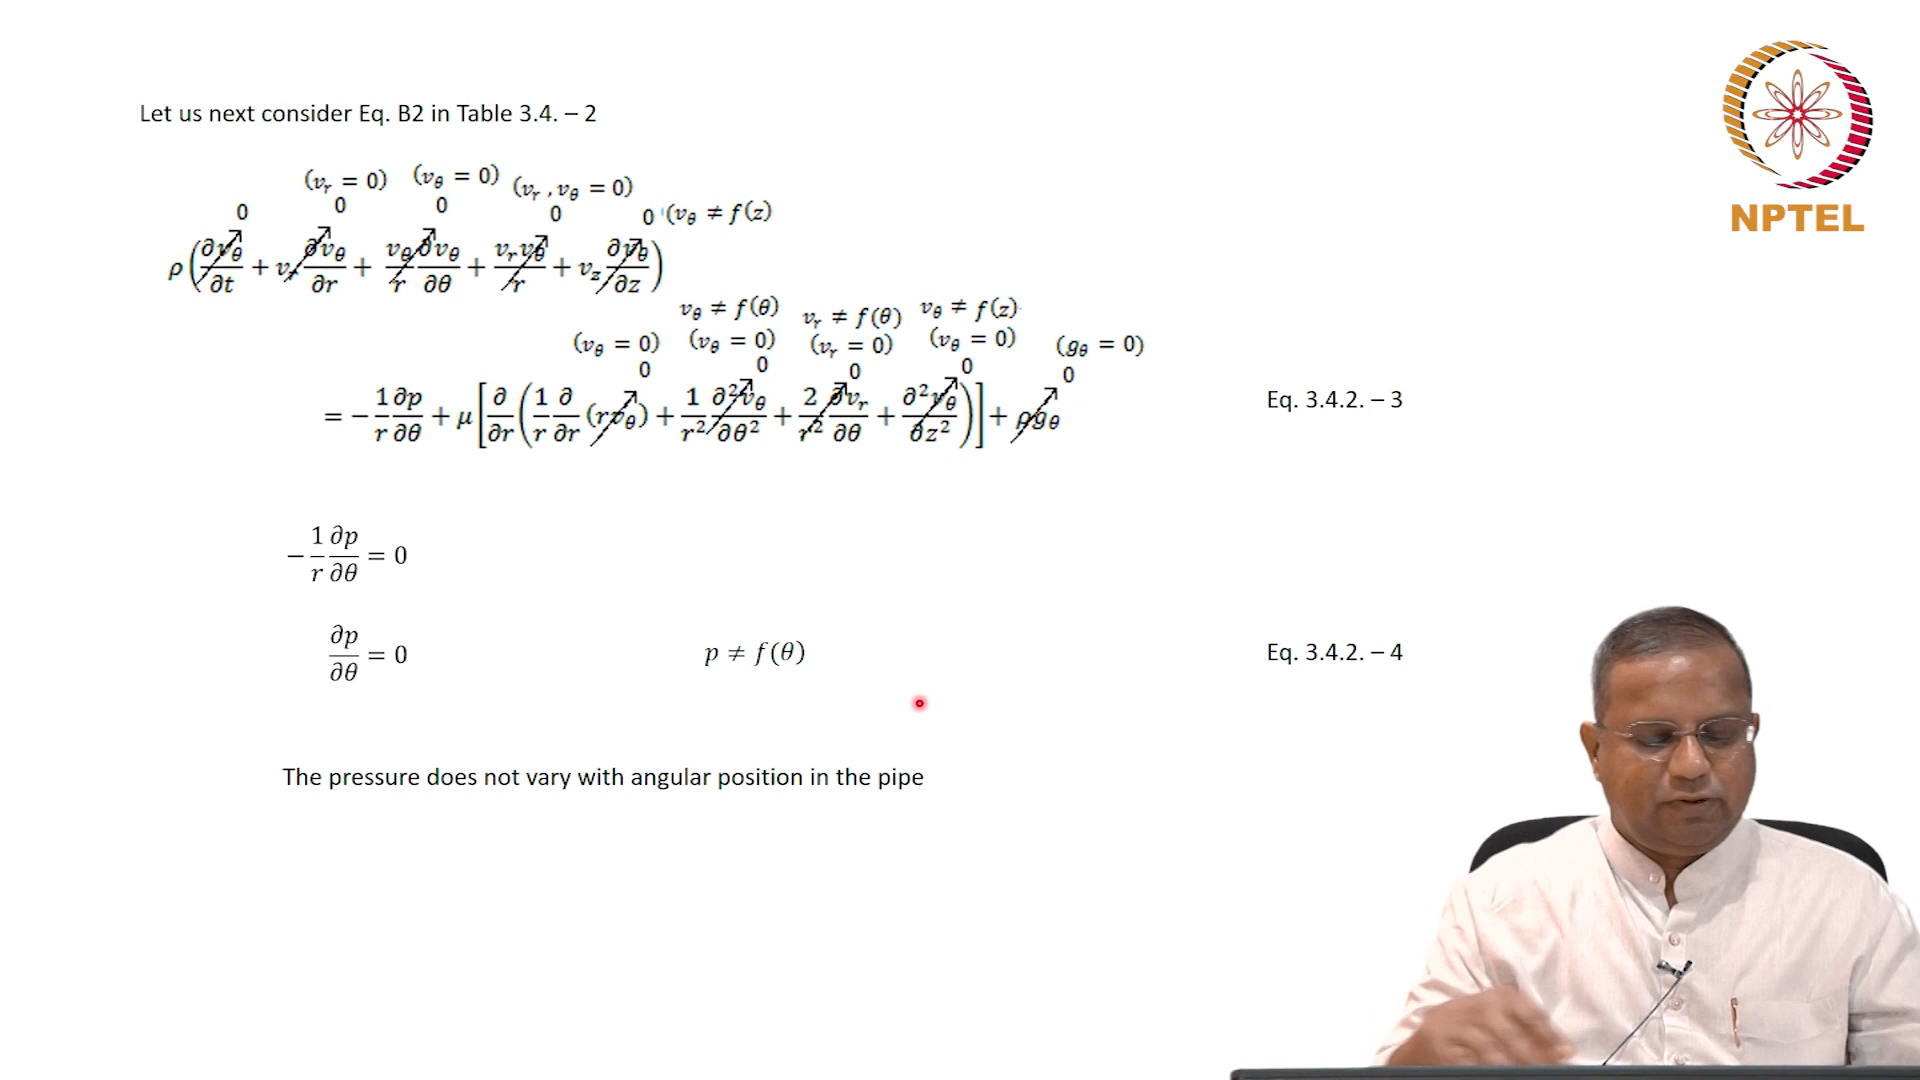 Let us next consider Eq. B2 in Table 3.4. – 2
NPTEL
(v_r = 0) (v_θ = 0) (v_r , v_θ = 0)
0 0 0 0 0 (v_θ ≠ f(z)
ρ(∂v_θ/∂t + v_r ∂v_θ/∂r + v_θ/r ∂v_θ/∂θ + v_r v_θ/r + v_z ∂v_θ/∂z)
v_θ ≠ f(θ) v_r ≠ f(θ) v_θ ≠ f(z)
(v_θ = 0) (v_θ = 0) (v_r = 0) (v_θ = 0) (g_θ = 0)
0 0 0 0 0
= − 1/r ∂p/∂θ + μ[∂/∂r(1/r ∂/∂r (rv_θ) + 1/r² ∂²v_θ/∂θ² + 2/r² ∂v_r/∂θ + ∂²v_θ/∂z²)] + ρg_θ Eq. 3.4.2. – 3
− 1/r ∂p/∂θ = 0
∂p/∂θ = 0 p ≠ f(θ) Eq. 3.4.2. – 4
The pressure does not vary with angular position in the pipe